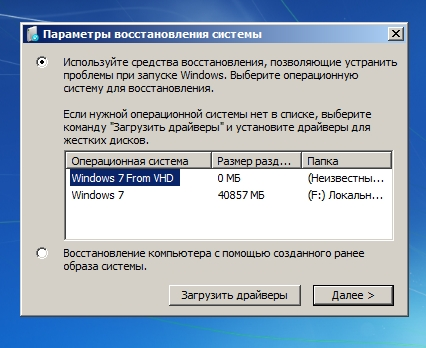 Параметры восстановления системы
Используйте средства восстановления, позволяющие устранить
проблемы при запуске Windows. Выберите операционную
систему для восстановления.
Если нужной операционной системы нет в списке, выберите
команду "Загрузить драйверы" и установите драйверы для
жестких дисков.
Операционная система Размер разд... Папка
Windows 7 From VHD 0 МБ (Неизвестны...
Windows 7 40857 МБ (F:) Локальн...
Восстановление компьютера с помощью созданного ранее
образа системы.
Загрузить драйверы Далее >